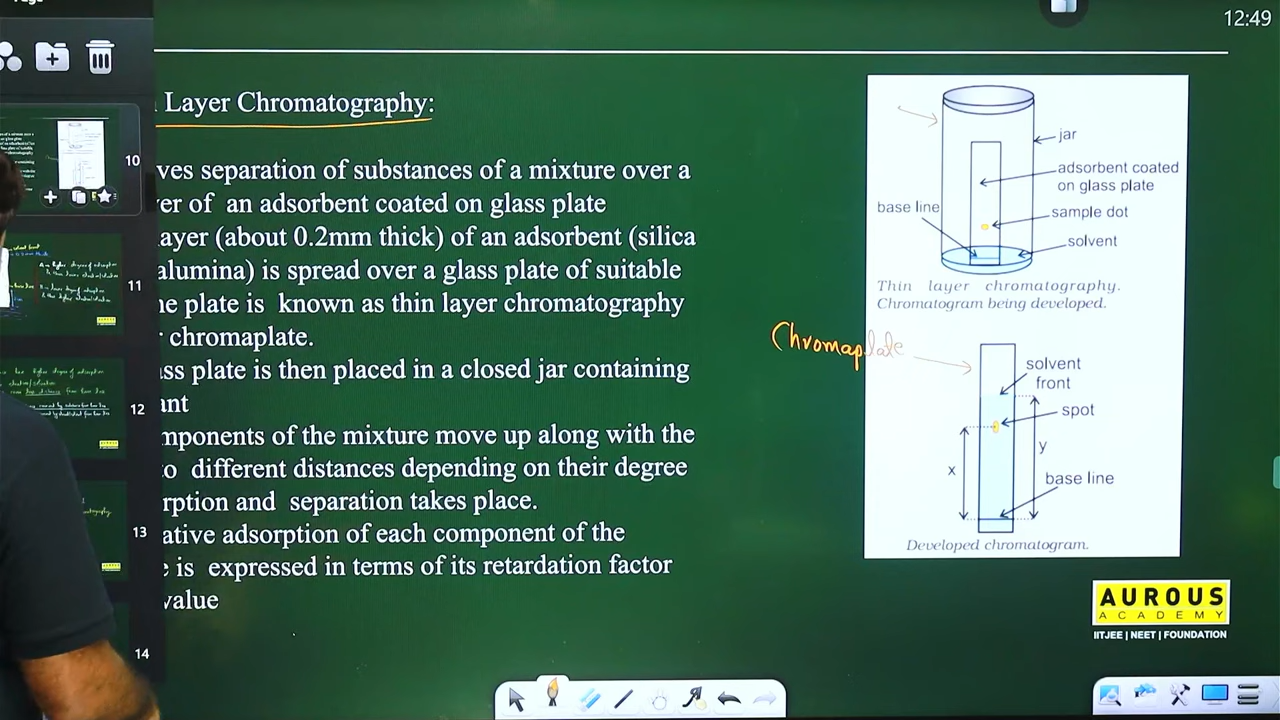 12:49
Layer Chromatography:
ves separation of substances of a mixture over a
er of an adsorbent coated on glass plate
ayer (about 0.2mm thick) of an adsorbent (silica
alumina) is spread over a glass plate of suitable
e plate is known as thin layer chromatography
chromaplate.
ss plate is then placed in a closed jar containing
ant
mponents of the mixture move up along with the
o different distances depending on their degree
rption and separation takes place.
ative adsorption of each component of the
e is expressed in terms of its retardation factor
value
10
11
12
13
14
jar
adsorbent coated
on glass plate
base line
sample dot
solvent
Thin layer chromatography.
Chromatogram being developed.
Chromaplate
solvent
front
spot
x
y
base line
Developed chromatogram.
AUROUS
ACADEMY
IITJEE | NEET | FOUNDATION